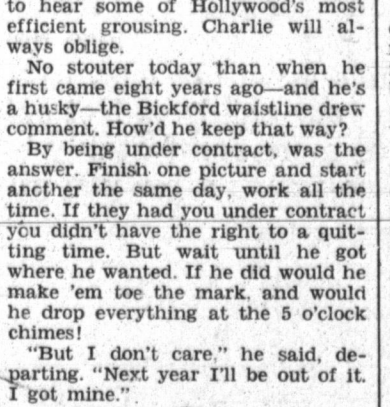 to hear some of Hollywood's most
efficient grousing. Charlie will al-
ways oblige.
No stouter today than when he
first came eight years ago—and he's
a husky—the Bickford waistline drew
comment. How'd he keep that way?
By being under contract, was the
answer. Finish one picture and start
another the same day, work all the
time. If they had you under contract
you didn't have the right to a quit-
ting time. But wait until he got
where he wanted. If he did would he
make 'em toe the mark, and would
he drop everything at the 5 o'clock
chimes!
"But I don't care," he said, de-
parting. "Next year I'll be out of it.
I got mine."